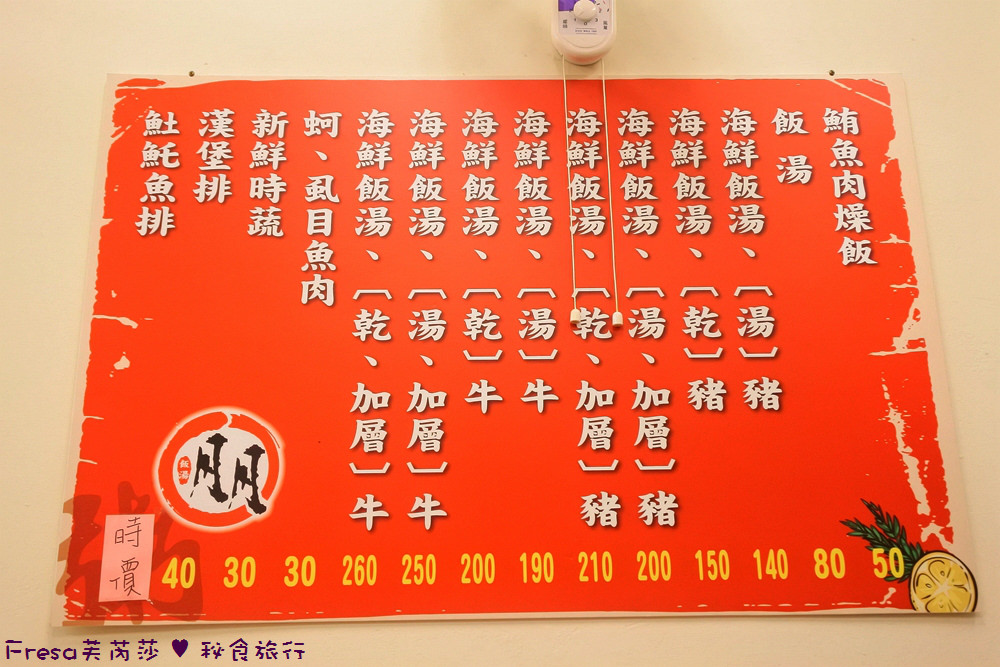 鮪魚肉燥飯
飯湯
海鮮飯湯、〔湯〕豬
海鮮飯湯、〔乾〕豬
海鮮飯湯、〔湯、加層〕豬
海鮮飯湯、〔乾、加層〕豬
海鮮飯湯、〔湯〕牛
海鮮飯湯、〔乾〕牛
海鮮飯湯、〔湯、加層〕牛
海鮮飯湯、〔乾、加層〕牛
蚵、虱目魚肉
新鮮時蔬
漢堡排
魠魚排
飯湯
朋
時價 40 30 30 260 250 200 190 210 200 150 140 80 50
Fresa芙芮莎 ♥ 秘食旅行